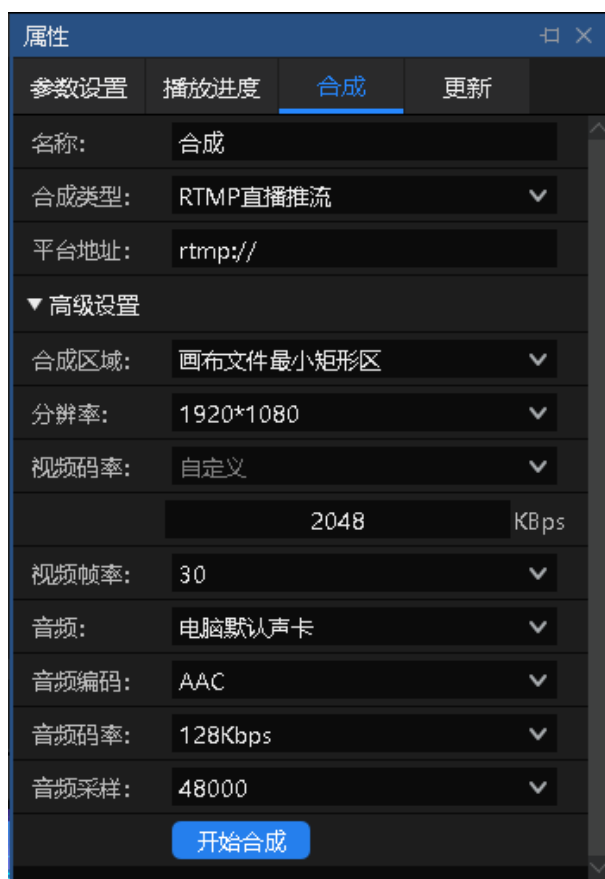 属性
参数设置 播放进度 合成 更新
名称: 合成
合成类型: RTMP直播推流
平台地址: rtmp://
▼高级设置
合成区域: 画布文件最小矩形区
分辨率: 1920*1080
视频码率: 自定义
2048 KBps
视频帧率: 30
音频: 电脑默认声卡
音频编码: AAC
音频码率: 128Kbps
音频采样: 48000
开始合成